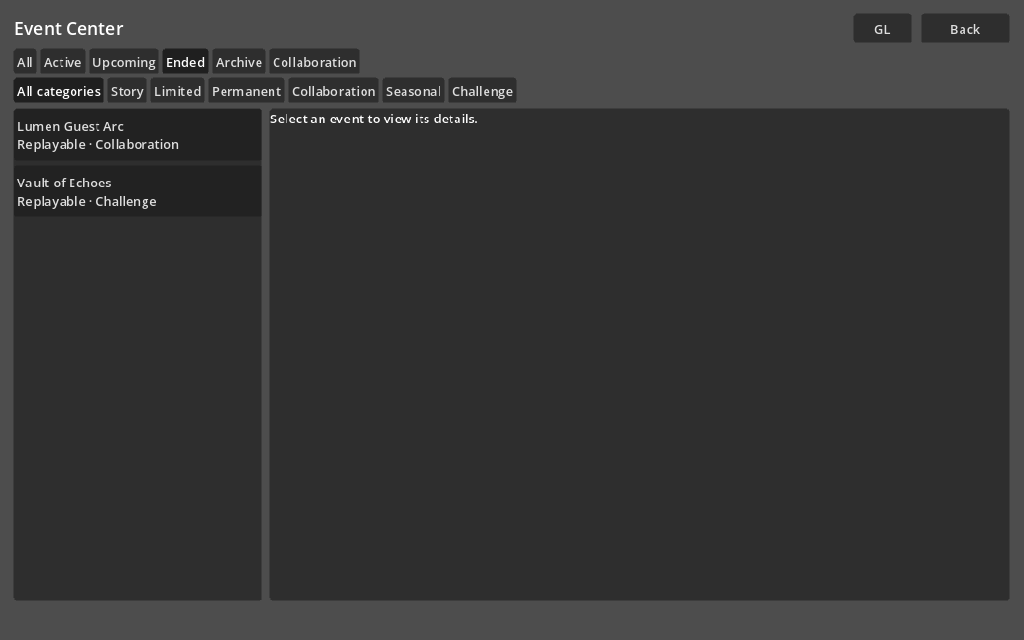 Event Center
GL
Back
All
Active
Upcoming
Ended
Archive
Collaboration
All categories
Story
Limited
Permanent
Collaboration
Seasonal
Challenge
Lumen Guest Arc
Replayable · Collaboration
Vault of Echoes
Replayable · Challenge
Select an event to view its details.